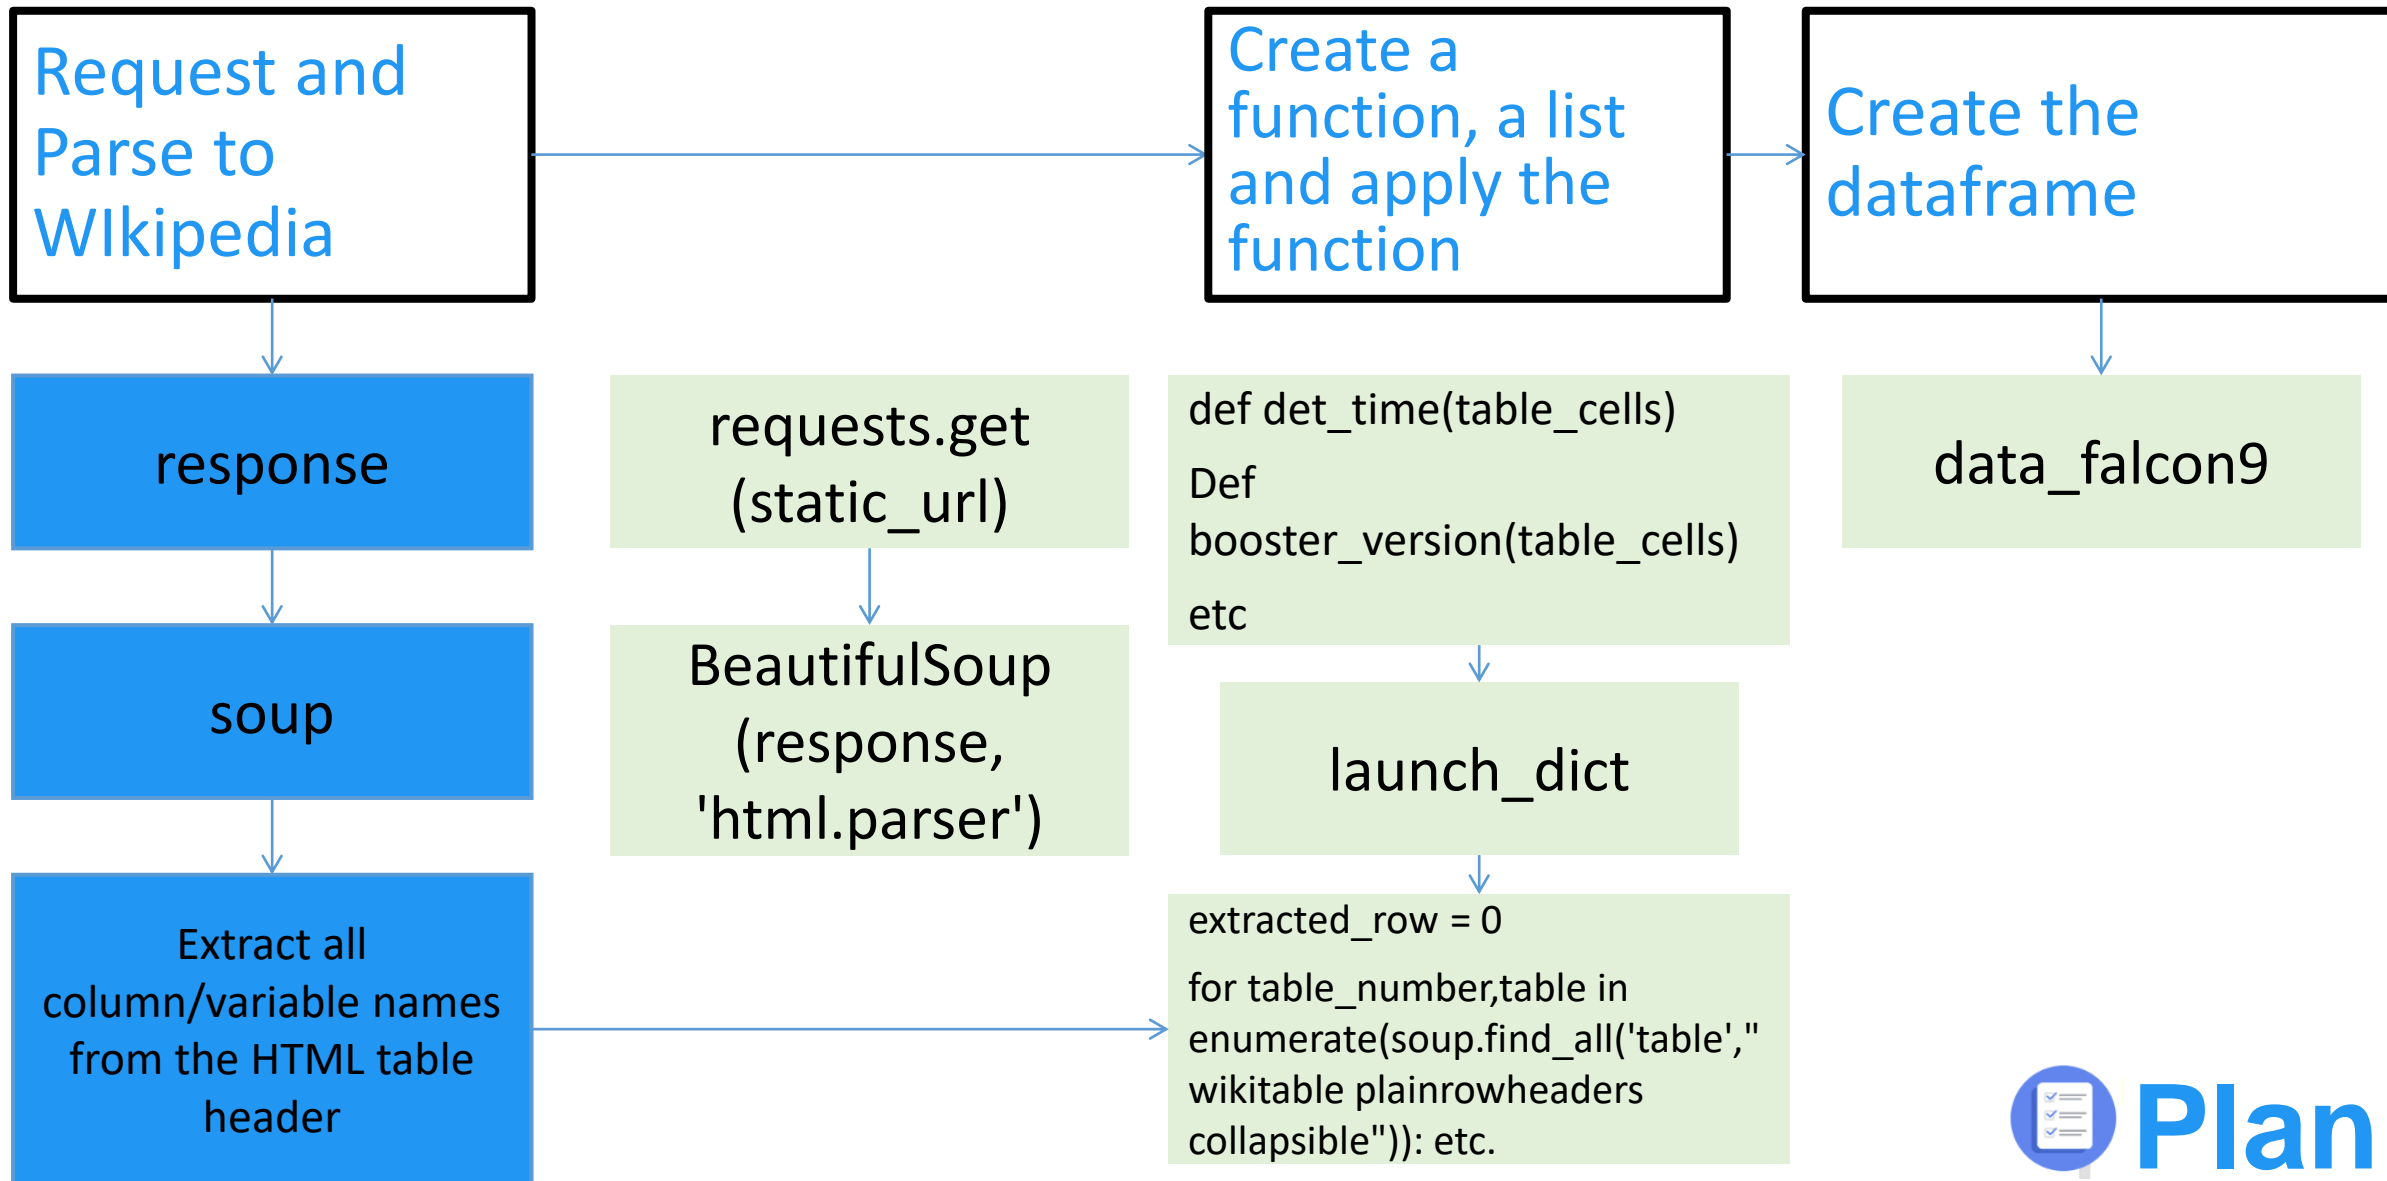 Request and
Parse to
WIkipedia
Create a
function, a list
and apply the
function
Create the
dataframe
response
requests.get
(static_url)
def det_time(table_cells)
Def
booster_version(table_cells)
etc
data_falcon9
soup
BeautifulSoup
(response,
'html.parser')
launch_dict
Extract all
column/variable names
from the HTML table
header
extracted_row = 0
for table_number,table in
enumerate(soup.find_all('table',"
wikitable plainrowheaders
collapsible")): etc.
Plan